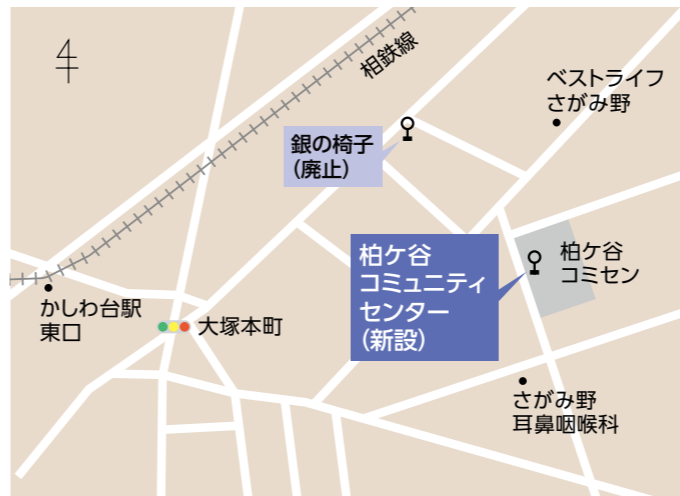 相鉄線
ベストライフ
さがみ野
銀の椅子
（廃止）
柏ケ谷
コミュニティ
センター
（新設）
柏ケ谷
コミセン
かしわ台駅
東口
大塚本町
さがみ野
耳鼻咽喉科